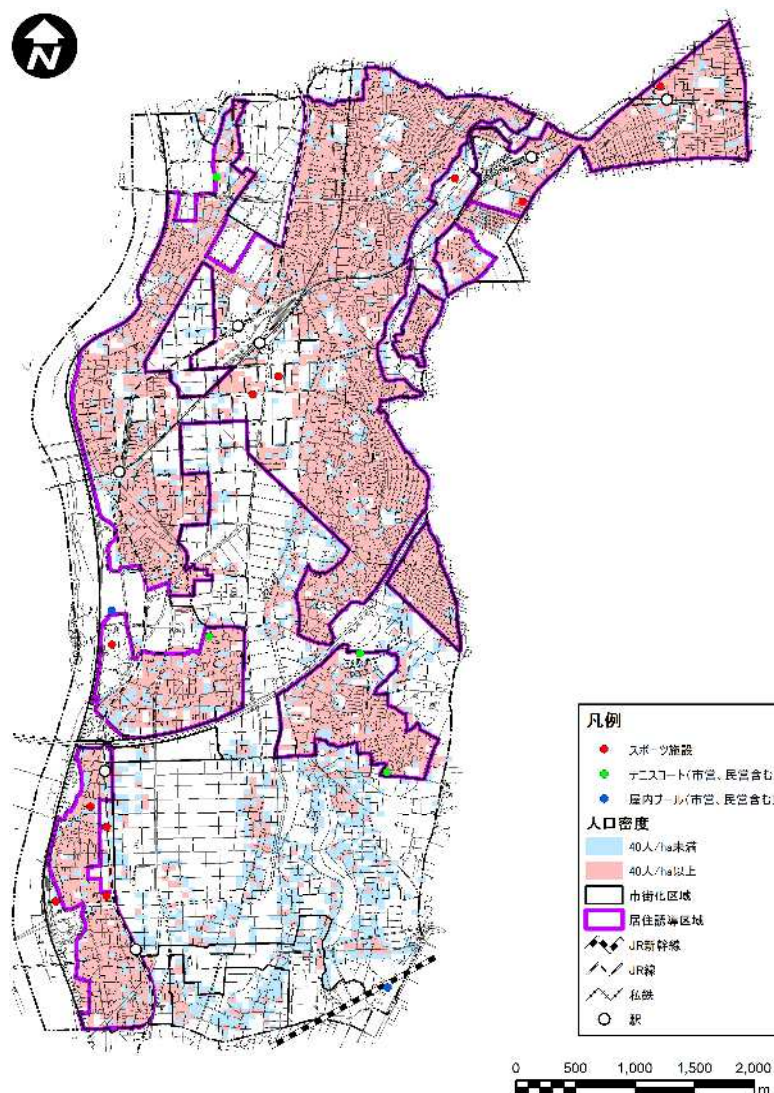 N
凡例
スポーツ施設
テニスコート(市営、民営含む
屋内プール(市営、民営含む
人口密度
40人/ha未満
40人/ha以上
市街化区域
居住誘導区域
JR新幹線
JR線
私鉄
駅
0 500 1,000 1,500 2,000
m